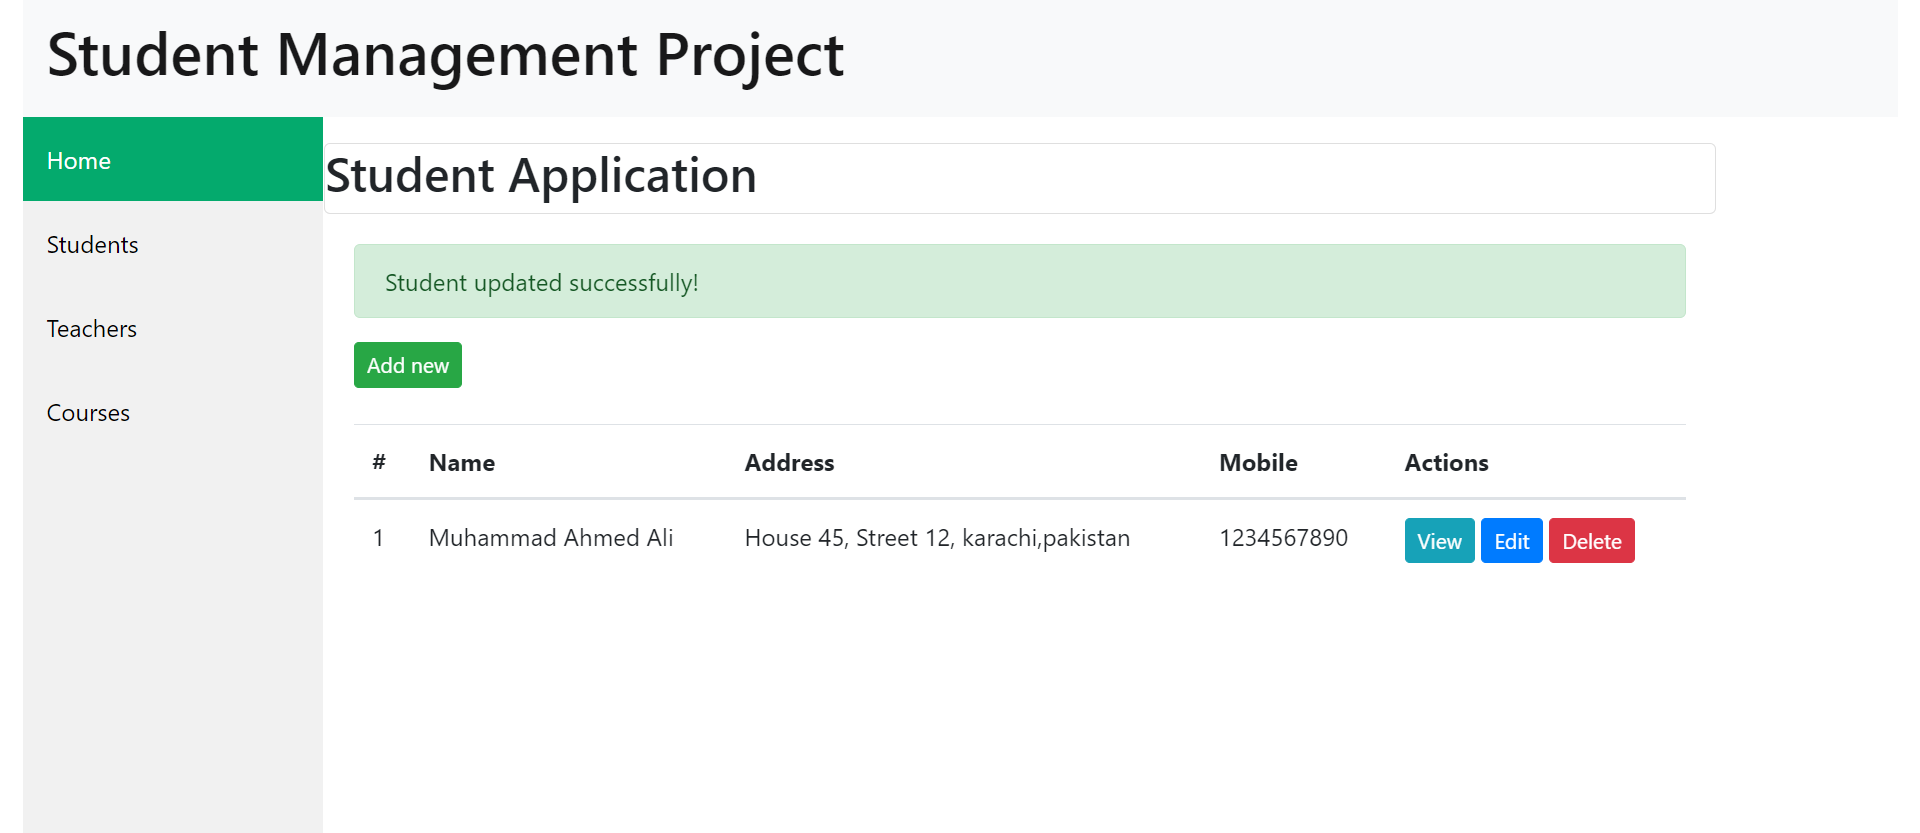 Student Management Project
Home
Students
Teachers
Courses
Student Application
Student updated successfully!
Add new
# Name Address Mobile Actions
1 Muhammad Ahmed Ali House 45, Street 12, karachi,pakistan 1234567890 View Edit Delete